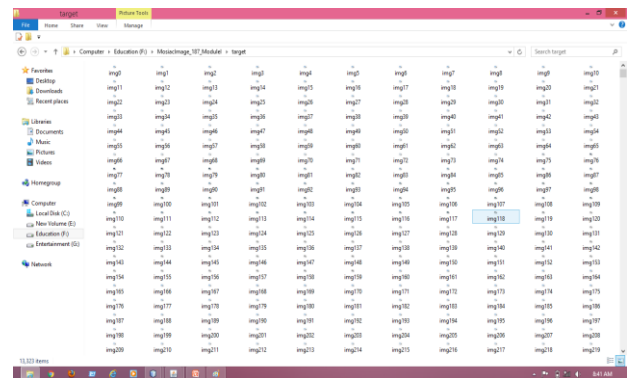 target Picture Tools
File Home Share View Manage
Computer ▸ Education (F:) ▸ MosiacImage_187_ModuleI ▸ target Search target
Favorites
Desktop
Downloads
Recent places
Libraries
Documents
Music
Pictures
Videos
Homegroup
Computer
Local Disk (C:)
New Volume (E:)
Education (F:)
Entertainment (G:)
Network
img0 img1 img2 img3 img4 img5 img6 img7 img8 img9 img10
img11 img12 img13 img14 img15 img16 img17 img18 img19 img20 img21
img22 img23 img24 img25 img26 img27 img28 img29 img30 img31 img32
img33 img34 img35 img36 img37 img38 img39 img40 img41 img42 img43
img44 img45 img46 img47 img48 img49 img50 img51 img52 img53 img54
img55 img56 img57 img58 img59 img60 img61 img62 img63 img64 img65
img66 img67 img68 img69 img70 img71 img72 img73 img74 img75 img76
img77 img78 img79 img80 img81 img82 img83 img84 img85 img86 img87
img88 img89 img90 img91 img92 img93 img94 img95 img96 img97 img98
img99 img100 img101 img102 img103 img104 img105 img106 img107 img108 img109
img110 img111 img112 img113 img114 img115 img116 img117 img118 img119 img120
img121 img122 img123 img124 img125 img126 img127 img128 img129 img130 img131
img132 img133 img134 img135 img136 img137 img138 img139 img140 img141 img142
img143 img144 img145 img146 img147 img148 img149 img150 img151 img152 img153
img154 img155 img156 img157 img158 img159 img160 img161 img162 img163 img164
img165 img166 img167 img168 img169 img170 img171 img172 img173 img174 img175
img176 img177 img178 img179 img180 img181 img182 img183 img184 img185 img186
img187 img188 img189 img190 img191 img192 img193 img194 img195 img196 img197
img198 img199 img200 img201 img202 img203 img204 img205 img206 img207 img208
img209 img210 img211 img212 img213 img214 img215 img216 img217 img218 img219
13,323 items
8:41 AM